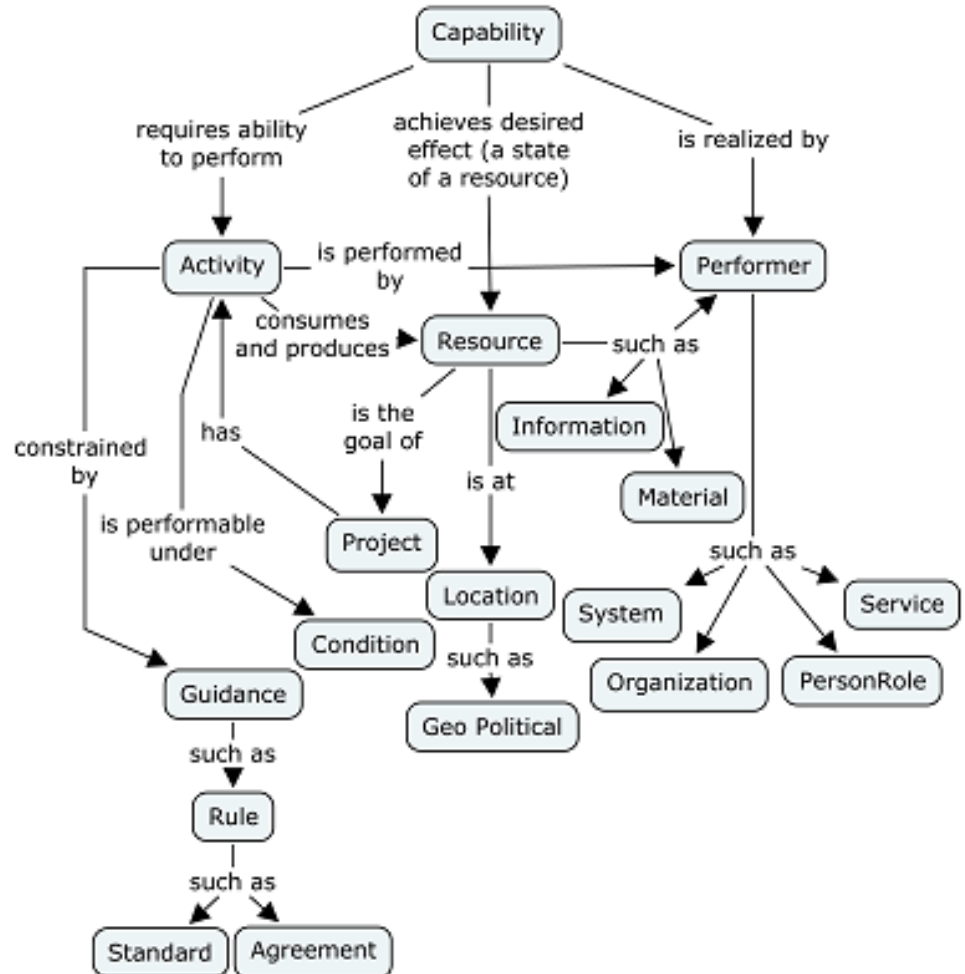 Capability
requires ability
to perform
achieves desired
effect (a state
of a resource)
is realized by
Activity
is performed
by
Performer
consumes
and produces
Resource
such as
is the
goal of
has
Information
constrained
by
is at
Material
is performable
under
Project
such as
Location
System
Service
Condition
such as
Organization
PersonRole
Guidance
Geo Political
such as
Rule
such as
Standard
Agreement